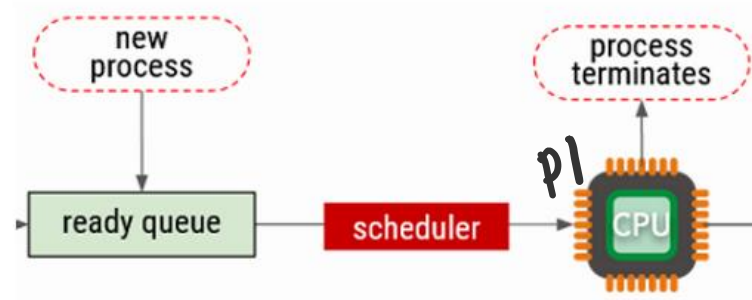 new
process
process
terminates
p1
ready queue
scheduler
CPU